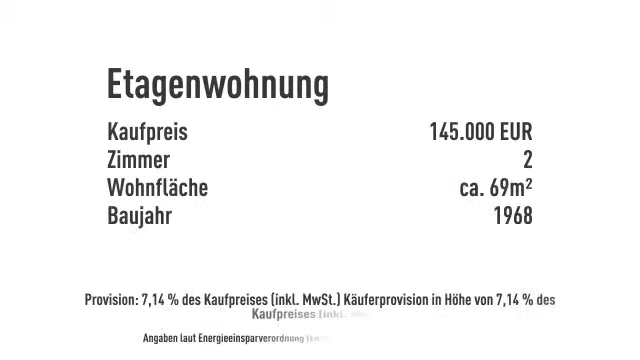 Etagenwohnung
Kaufpreis 145.000 EUR
Zimmer 2
Wohnfläche ca. 69m²
Baujahr 1968
Provision: 7,14 % des Kaufpreises (inkl. MwSt.) Käuferprovision in Höhe von 7,14 % des
Kaufpreises (inkl.
Angaben laut Energieeinsparverordnung